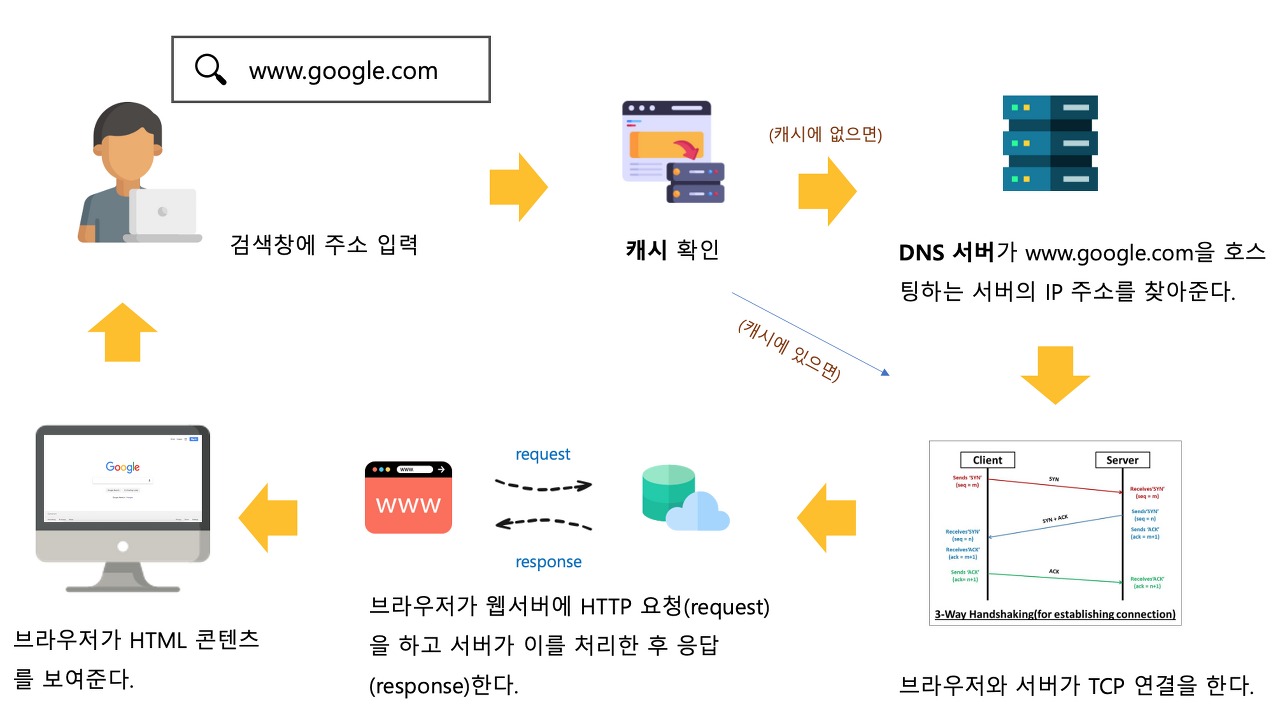 www.google.com
검색창에 주소 입력
캐시 확인
(캐시에 없으면)
DNS 서버가 www.google.com을 호스
팅하는 서버의 IP 주소를 찾아준다.
(캐시에 있으면)
Client
Server
Sends 'SYN'
(seq = m)
SYN
Receives'SYN'
(seq = m)
Sends'SYN'
(seq = n)
Sends 'ACK'
(ack = m+1)
SYN + ACK
Receives'SYN'
(seq = n)
Receives'ACK'
(ack = m+1)
Sends 'ACK'
(ack= n+1)
ACK
Receives'ACK'
(ack = n+1)
3-Way Handshaking(for establishing connection)
브라우저와 서버가 TCP 연결을 한다.
request
www.
WWW
response
브라우저가 웹서버에 HTTP 요청(request)
을 하고 서버가 이를 처리한 후 응답
(response)한다.
Google
브라우저가 HTML 콘텐츠
를 보여준다.